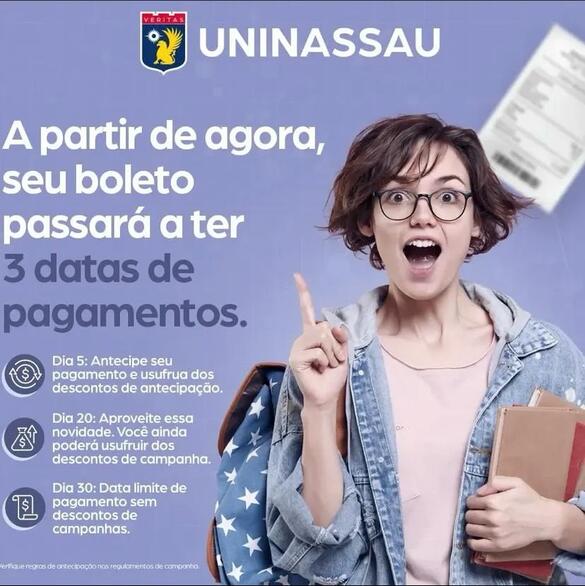 VERITAS
UNINASSAU
A partir de agora,
seu boleto
passará a ter
3 datas de
pagamentos.
Dia 5: Antecipe seu
pagamento e usufrua dos
descontos de antecipação.
Dia 20: Aproveite essa
novidade. Você ainda
poderá usufruir dos
descontos de campanha.
Dia 30: Data limite de
pagamento sem
descontos de
campanhas.
Verifique regras de antecipação nos regulamentos de campanha.